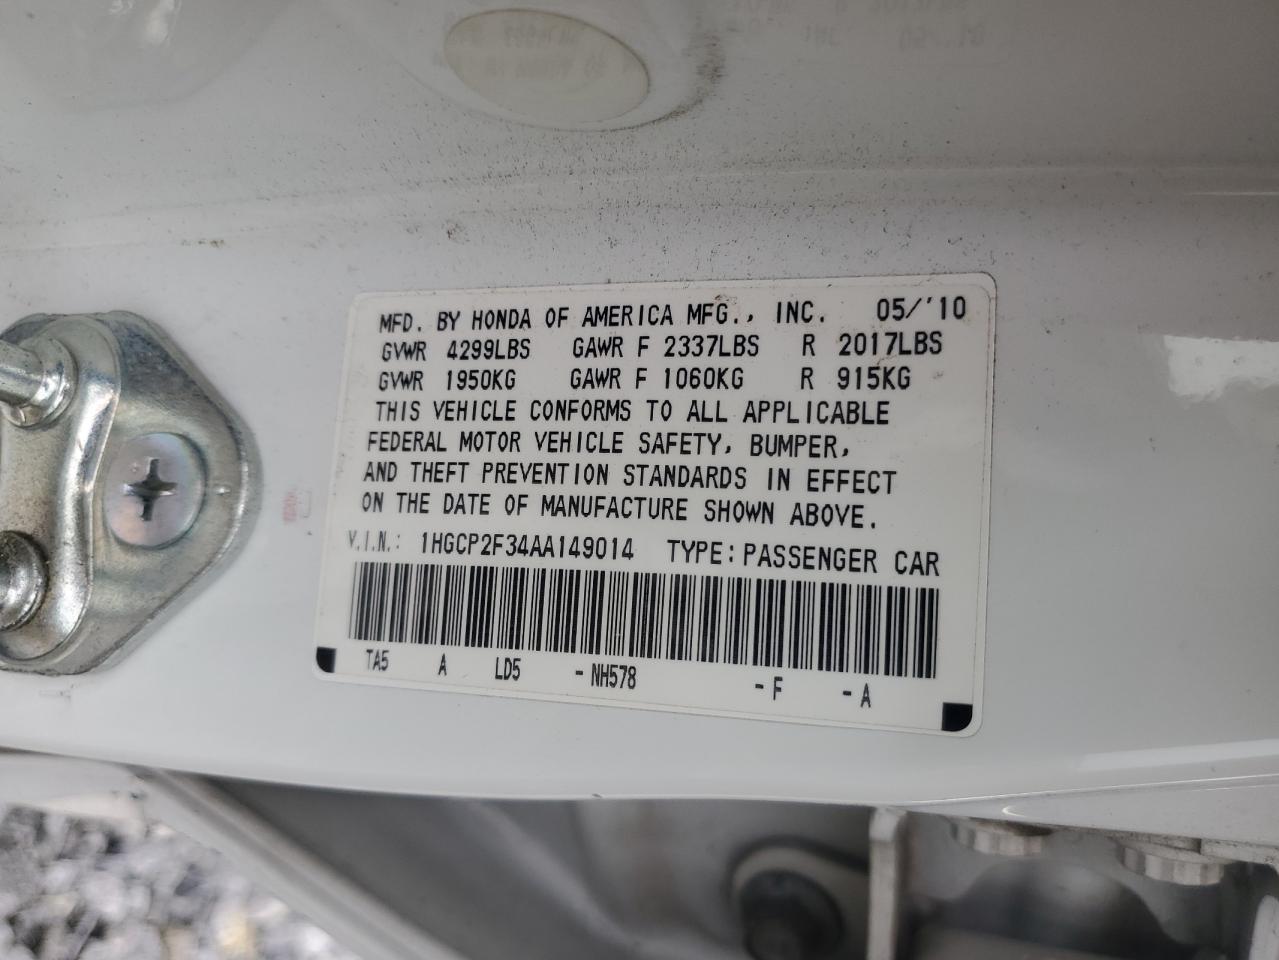 MFD. BY HONDA OF AMERICA MFG., INC. 05/'10
GVWR 4299LBS GAWR F 2337LBS R 2017LBS
GVWR 1950KG GAWR F 1060KG R 915KG
THIS VEHICLE CONFORMS TO ALL APPLICABLE
FEDERAL MOTOR VEHICLE SAFETY, BUMPER,
AND THEFT PREVENTION STANDARDS IN EFFECT
ON THE DATE OF MANUFACTURE SHOWN ABOVE.
V.I.N.: 1HGCP2F34AA149014 TYPE:PASSENGER CAR
TA5 A LD5 -NH578 -F -A